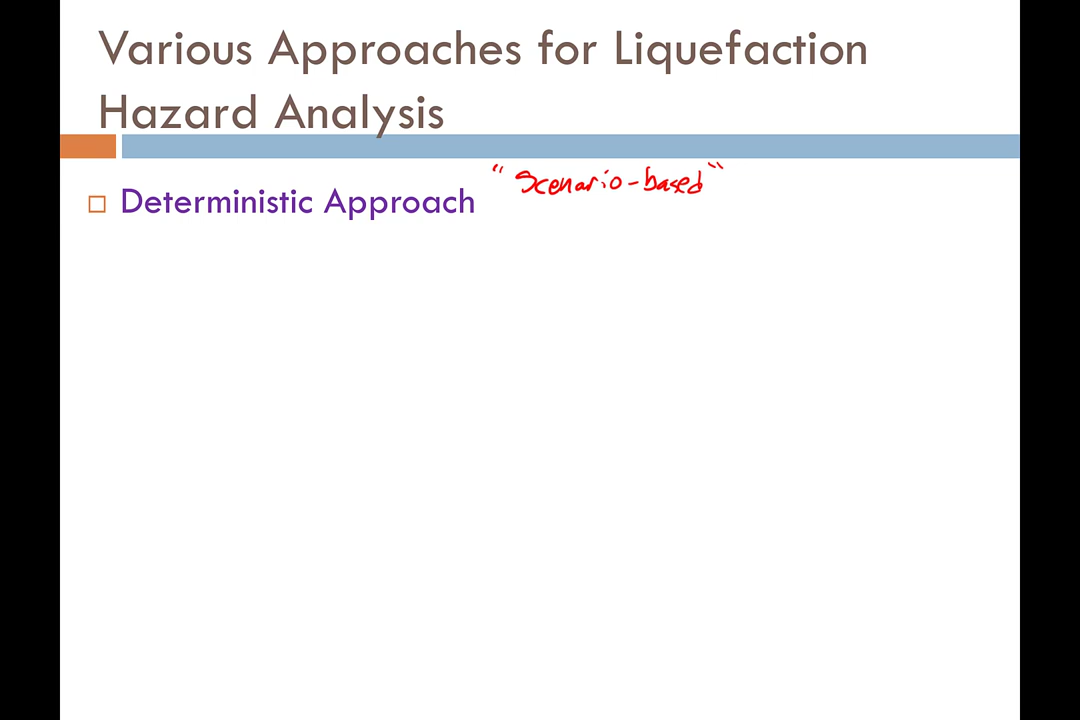 Various Approaches for Liquefaction
Hazard Analysis
"Scenario-based"
Deterministic Approach